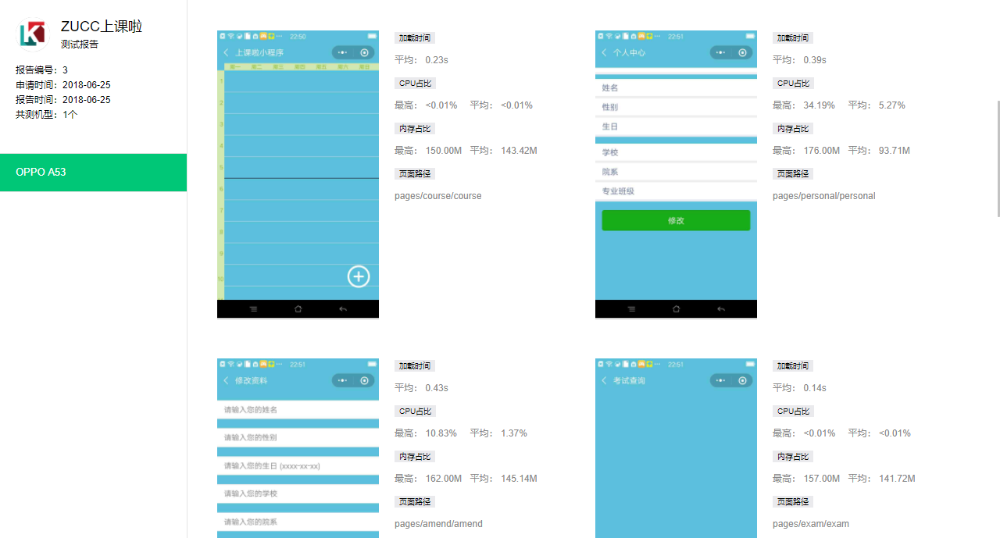 ZUCC上课啦
测试报告
报告编号：3
申请时间：2018-06-25
报告时间：2018-06-25
共测机型：1个
OPPO A53
22:50
上课啦小程序
周一 周二 周三 周四 周五 周六 周日
1
2
3
4
5
6
7
8
9
10
加载时间
平均： 0.23s
CPU占比
最高： <0.01% 平均： <0.01%
内存占比
最高： 150.00M 平均： 143.42M
页面路径
pages/course/course
22:51
个人中心
姓名
性别
生日
学校
院系
专业班级
修改
加载时间
平均： 0.39s
CPU占比
最高： 34.19% 平均： 5.27%
内存占比
最高： 176.00M 平均： 93.71M
页面路径
pages/personal/personal
22:51
修改资料
请输入您的姓名
请输入您的性别
请输入您的生日 (xxxx-xx-xx)
请输入您的学校
请输入您的院系
加载时间
平均： 0.43s
CPU占比
最高： 10.83% 平均： 1.37%
内存占比
最高： 162.00M 平均： 145.14M
页面路径
pages/amend/amend
22:51
考试查询
加载时间
平均： 0.14s
CPU占比
最高： <0.01% 平均： <0.01%
内存占比
最高： 157.00M 平均： 141.72M
页面路径
pages/exam/exam